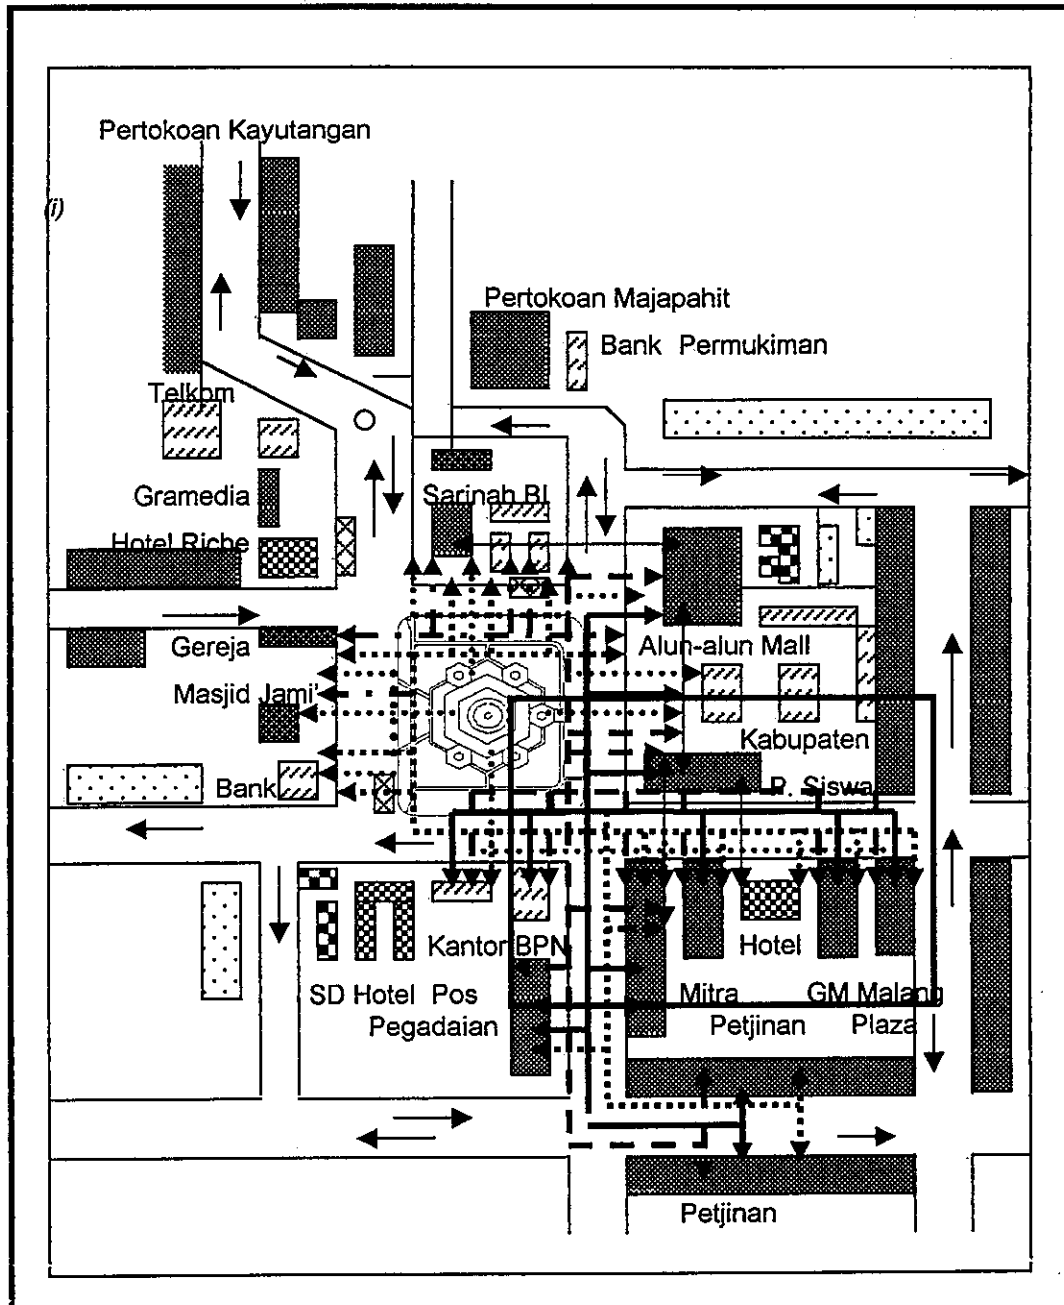 Pertokoan Kayutangan
(i)
Pertokoan Majapahit
Bank Permukiman
Telkom
Sarinah BI
Gramedia
Hotel Riche
Gereja
Alun-alun Mall
Masjid Jami'
Kabupaten
Bank
P. Siswa
Kantor BPN
Hotel
SD Hotel Pos
Mitra
GM Malang
Pegadaian
Petjinan
Plaza
Petjinan